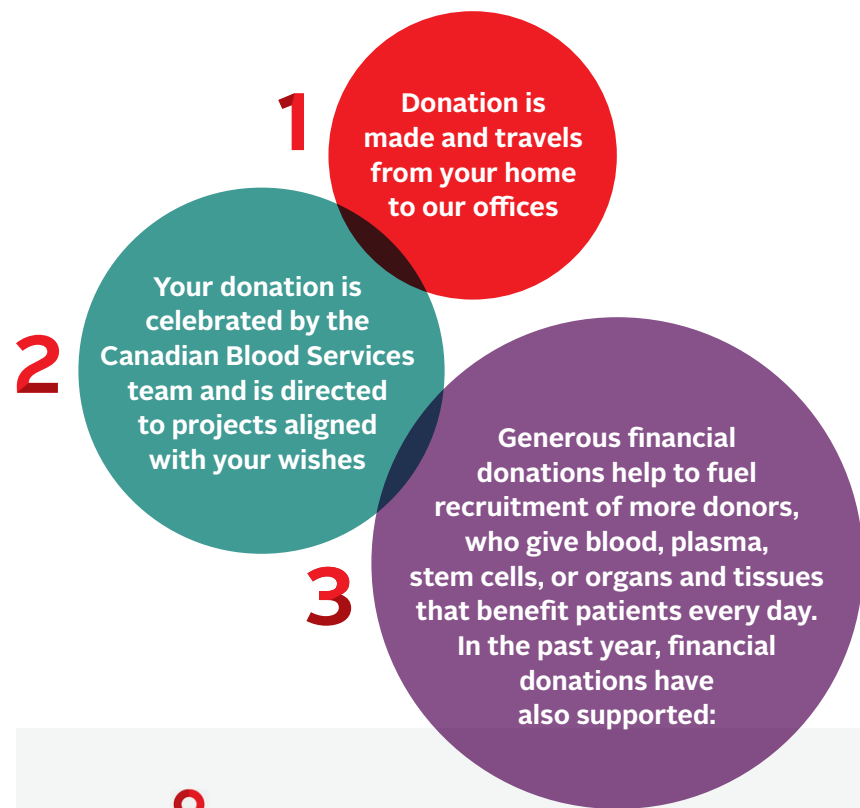 1
Donation is
made and travels
from your home
to our offices
2
Your donation is
celebrated by the
Canadian Blood Services
team and is directed
to projects aligned
with your wishes
3
Generous financial
donations help to fuel
recruitment of more donors,
who give blood, plasma,
stem cells, or organs and tissues
that benefit patients every day.
In the past year, financial
donations have
also supported: